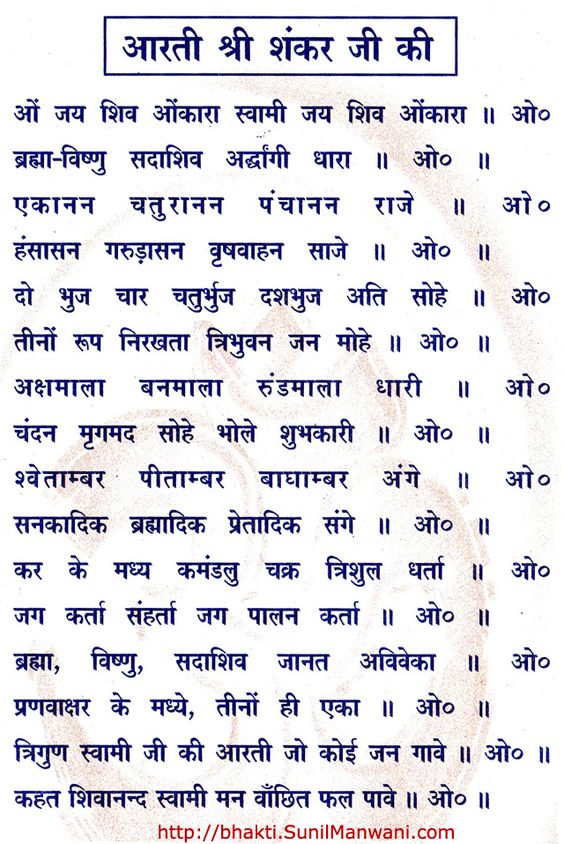 आरती श्री शंकर जी की
ओं जय शिव ओंकारा स्वामी जय शिव ओंकारा ॥ ओ०
ब्रह्मा-विष्णु सदाशिव अर्द्धांगी धारा ॥ ओ० ॥
एकानन चतुरानन पंचानन राजे ॥ ओ०
हंसासन गरुड़ासन वृषवाहन साजे ॥ ओ० ॥
दो भुज चार चतुर्भुज दशभुज अति सोहे ॥ ओ०
तीनों रूप निरखता त्रिभुवन जन मोहे ॥ ओ० ॥
अक्षमाला बनमाला रुंडमाला धारी ॥ ओ०
चंदन मृगमद सोहे भोले शुभकारी ॥ ओ० ॥
श्वेताम्बर पीताम्बर बाघाम्बर अंगे ॥ ओ०
सनकादिक ब्रह्मादिक प्रेतादिक संगे ॥ ओ० ॥
कर के मध्य कमंडलु चक्र त्रिशुल धर्ता ॥ ओ०
जग कर्ता संहर्ता जग पालन कर्ता ॥ ओ० ॥
ब्रह्मा, विष्णु, सदाशिव जानत अविवेका ॥ ओ०
प्रणवाक्षर के मध्ये, तीनों ही एका ॥ ओ० ॥
त्रिगुण स्वामी जी की आरती जो कोई जन गावे ॥ ओ० ॥
कहत शिवानन्द स्वामी मन वाँछित फल पावे ॥ ओ० ॥
http://bhakti.SunilManwani.com